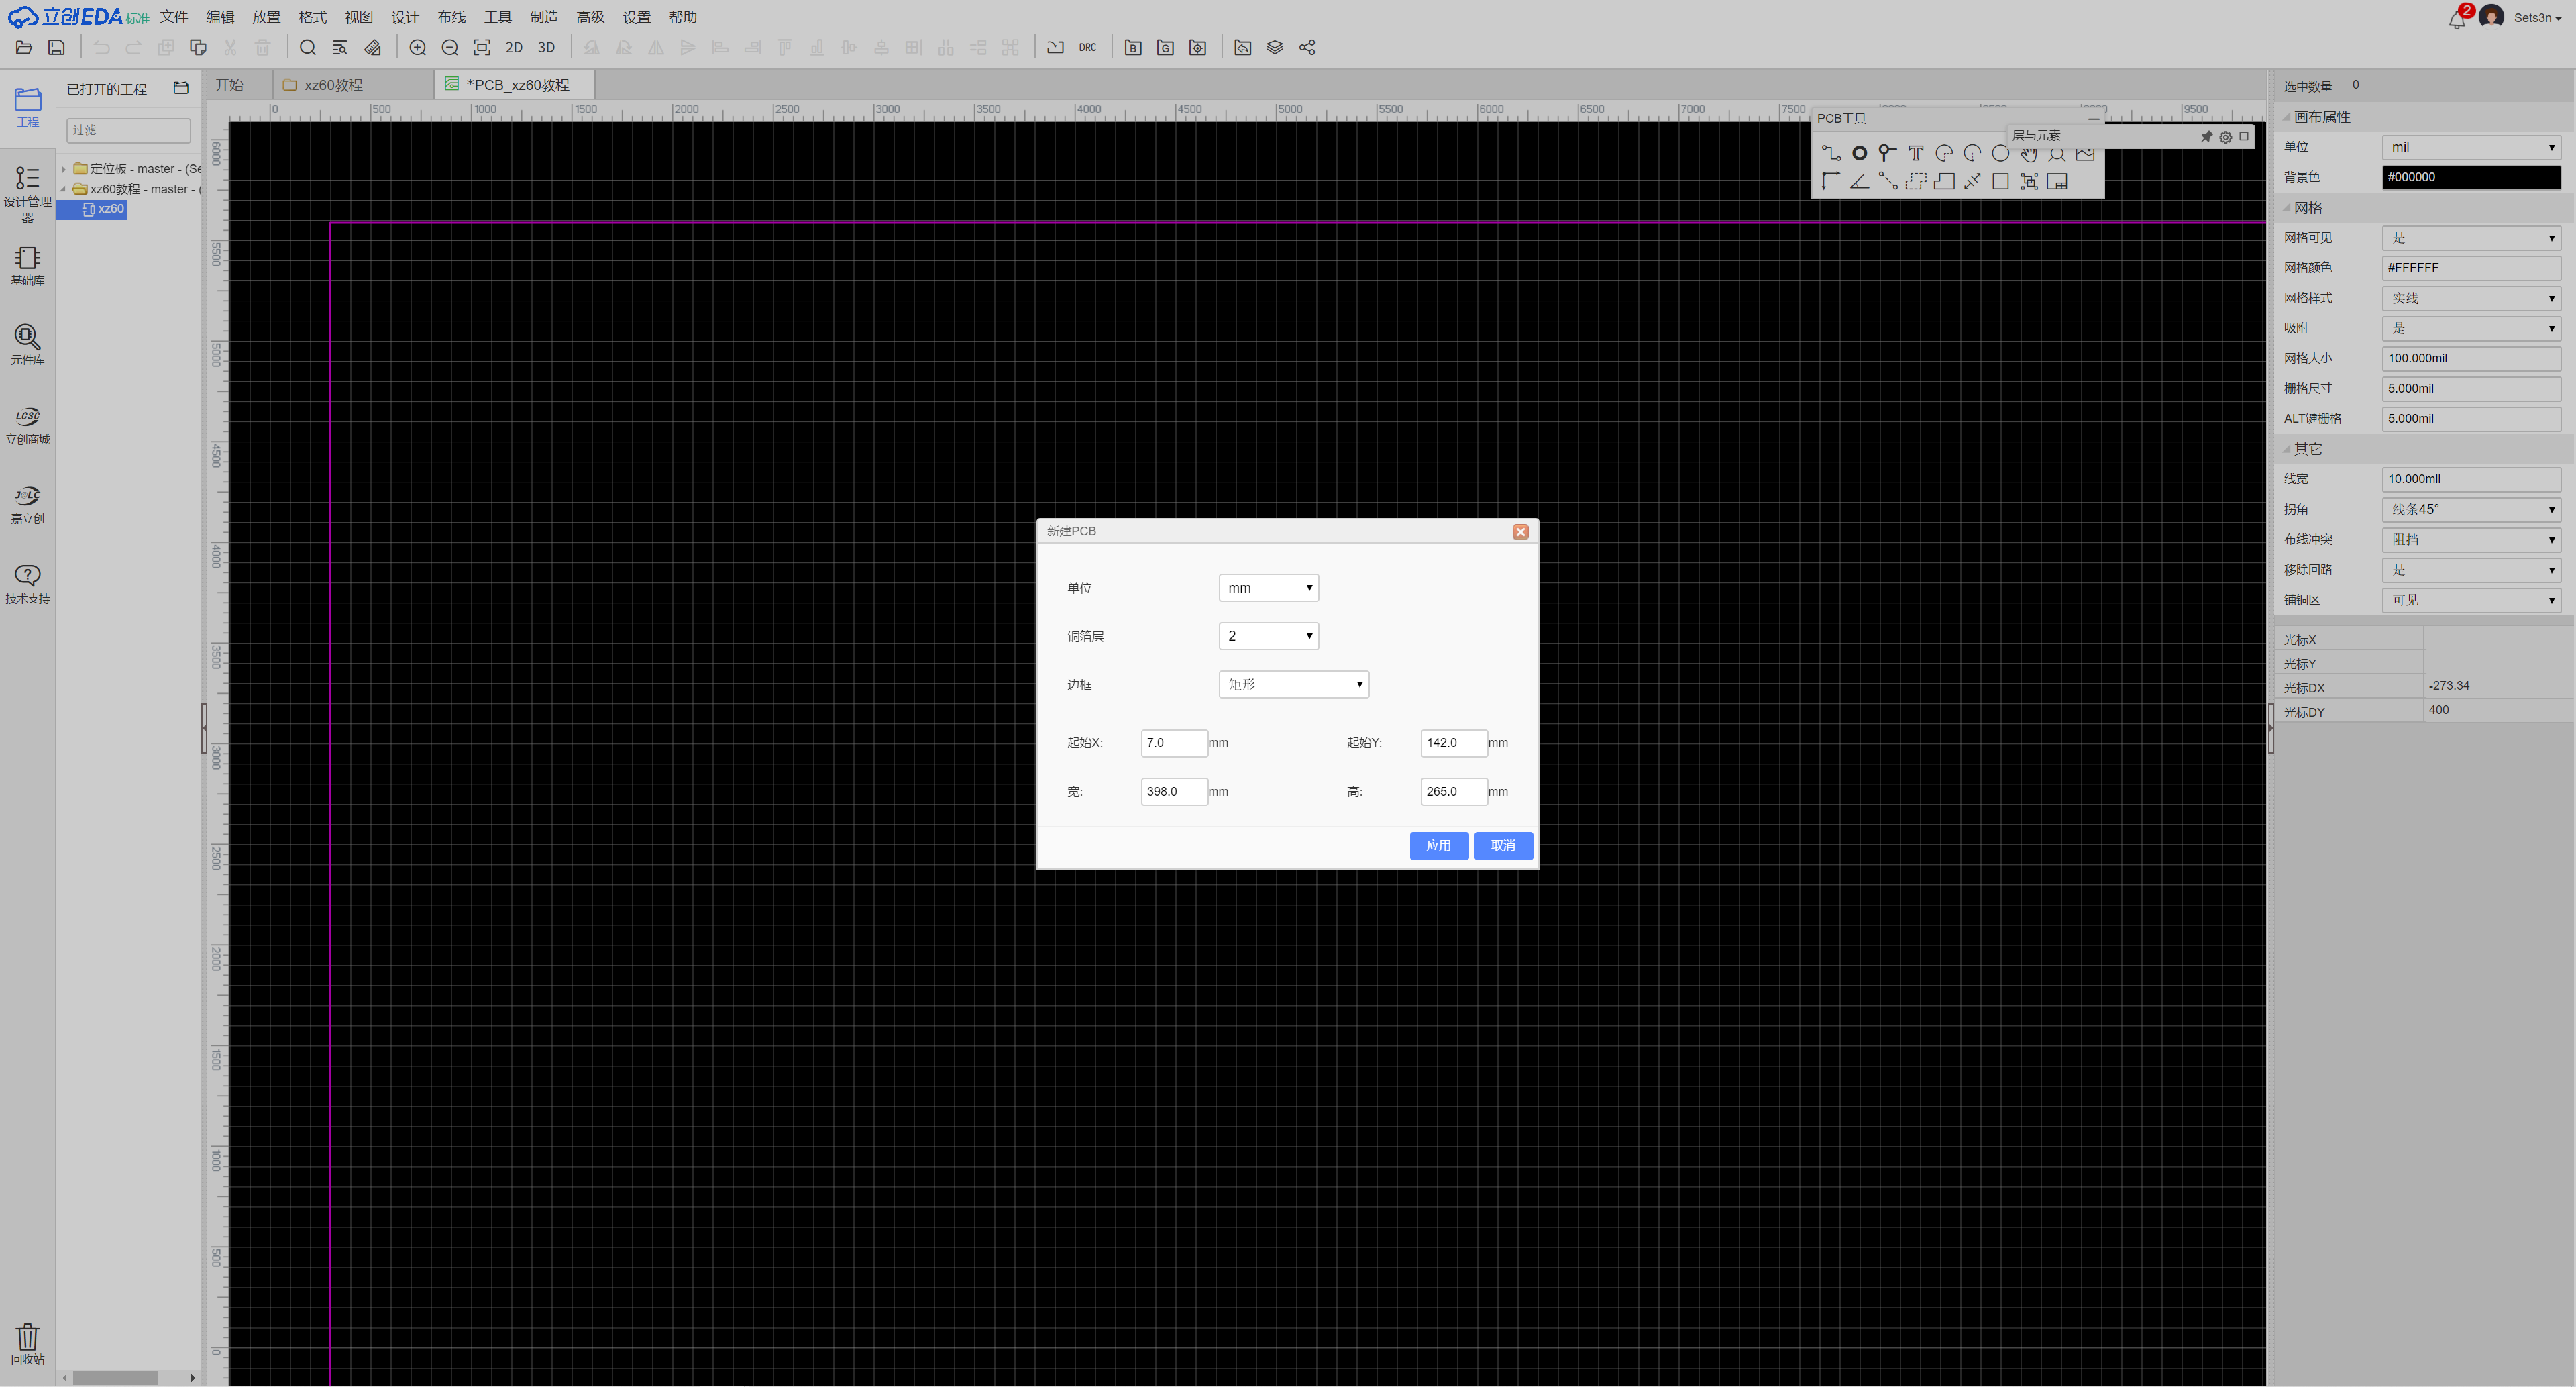 立创EDA 标准 文件 编辑 放置 格式 视图 设计 布线 工具 制造 高级 设置 帮助
2
Sets3n
2D 3D
DRC
B G
工程
已打开的工程
过滤
定位板 - master - (Se
xz60教程 - master - (
xz60
设计管理器
基础库
元件库
LCSC
立创商城
J@LC
嘉立创
?
技术支持
回收站
开始 xz60教程 *PCB_xz60教程
0 500 1000 1500 2000 2500 3000 3500 4000 4500 5000 5500 6000 6500 7000 7500 9500
6000
5500
5000
4500
4000
3500
3000
2500
2000
1500
1000
500
0
PCB工具
层与元素
T
新建PCB
单位 mm
铜箔层 2
边框 矩形
起始X: 7.0 mm 起始Y: 142.0 mm
宽: 398.0 mm 高: 265.0 mm
应用 取消
选中数量 0
画布属性
单位 mil
背景色 #000000
网格
网格可见 是
网格颜色 #FFFFFF
网格样式 实线
吸附 是
网格大小 100.000mil
栅格尺寸 5.000mil
ALT键栅格 5.000mil
其它
线宽 10.000mil
拐角 线条45°
布线冲突 阻挡
移除回路 是
铺铜区 可见
光标X
光标Y
光标DX -273.34
光标DY 400